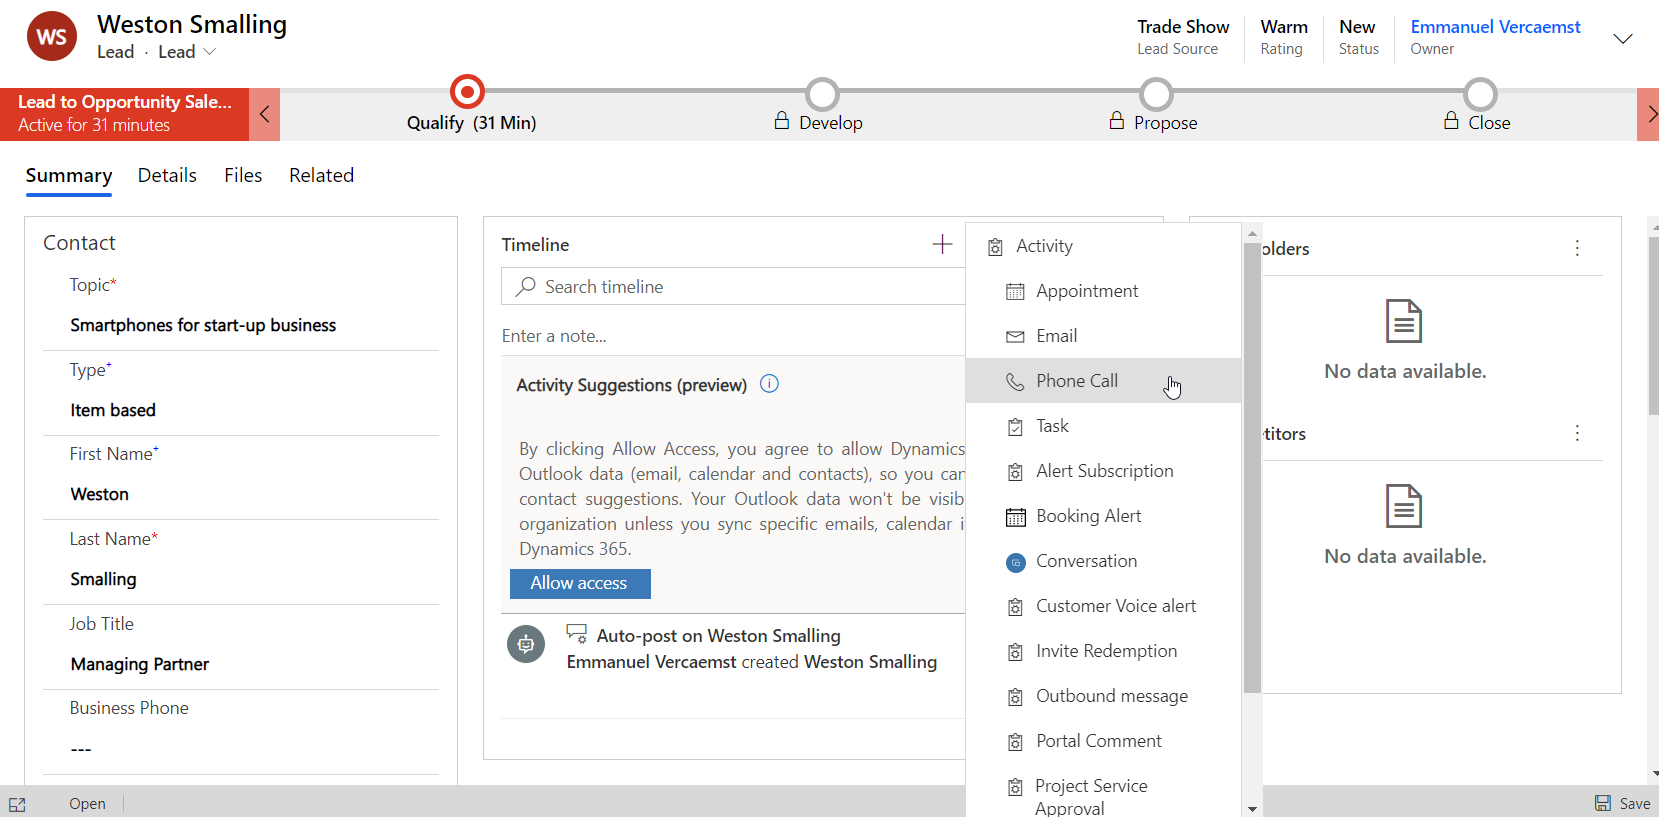 WS
Weston Smalling
Lead · Lead
Trade Show
Lead Source
Warm
Rating
New
Status
Emmanuel Vercaemst
Owner
Lead to Opportunity Sale...
Active for 31 minutes
Qualify (31 Min)
Develop
Propose
Close
Summary
Details
Files
Related
Contact
Topic*
Smartphones for start-up business
Type+
Item based
First Name+
Weston
Last Name*
Smalling
Job Title
Managing Partner
Business Phone
---
Timeline
Search timeline
Enter a note...
Activity Suggestions (preview)
By clicking Allow Access, you agree to allow Dynamics
Outlook data (email, calendar and contacts), so you can
contact suggestions. Your Outlook data won't be visib
organization unless you sync specific emails, calendar i
Dynamics 365.
Allow access
Auto-post on Weston Smalling
Emmanuel Vercaemst created Weston Smalling
Activity
Appointment
Email
Phone Call
Task
Alert Subscription
Booking Alert
Conversation
Customer Voice alert
Invite Redemption
Outbound message
Portal Comment
Project Service
Approval
olders
No data available.
titors
No data available.
Open
Save